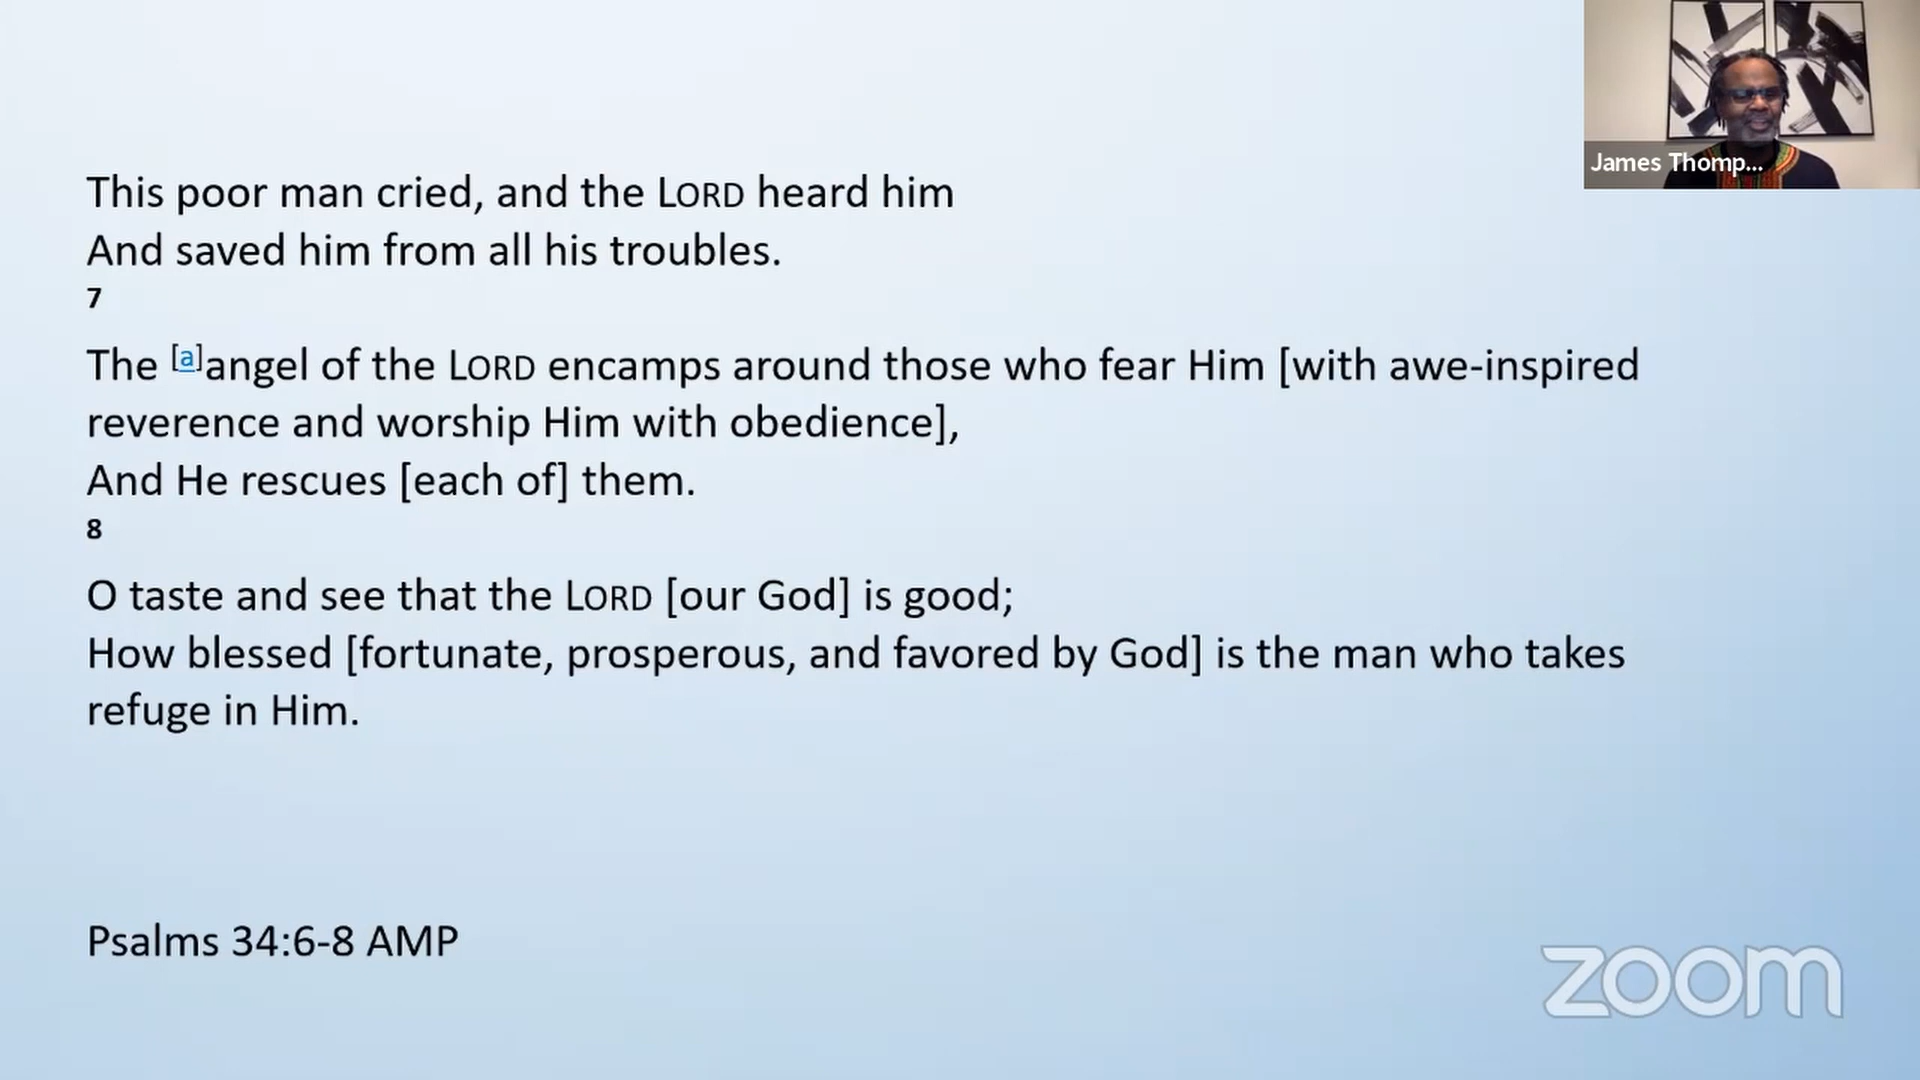 James Thomp...
This poor man cried, and the LORD heard him
And saved him from all his troubles.
7
The [a]angel of the LORD encamps around those who fear Him [with awe-inspired
reverence and worship Him with obedience],
And He rescues [each of] them.
8
O taste and see that the LORD [our God] is good;
How blessed [fortunate, prosperous, and favored by God] is the man who takes
refuge in Him.
Psalms 34:6-8 AMP
zoom